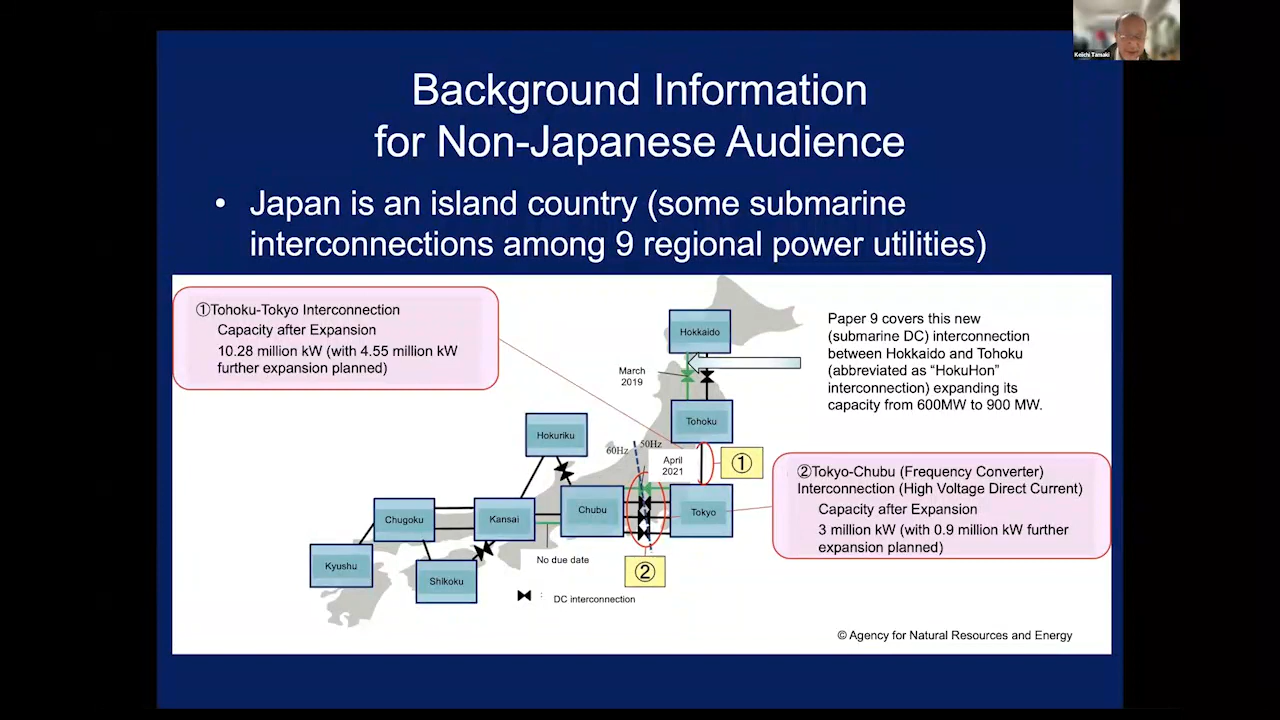 Keiichi Tamaki
Background Information
for Non-Japanese Audience
• Japan is an island country (some submarine
interconnections among 9 regional power utilities)
①Tohoku-Tokyo Interconnection
Capacity after Expansion
10.28 million kW (with 4.55 million kW
further expansion planned)
Hokkaido
March
2019
Paper 9 covers this new
(submarine DC) interconnection
between Hokkaido and Tohoku
(abbreviated as “HokuHon”
interconnection) expanding its
capacity from 600MW to 900 MW.
Tohoku
Hokuriku
60Hz
50Hz
April
2021
①
②Tokyo-Chubu (Frequency Converter)
Interconnection (High Voltage Direct Current)
Capacity after Expansion
3 million kW (with 0.9 million kW further
expansion planned)
Chugoku
Kansai
Chubu
Tokyo
Kyushu
Shikoku
No due date
②
: DC interconnection
© Agency for Natural Resources and Energy